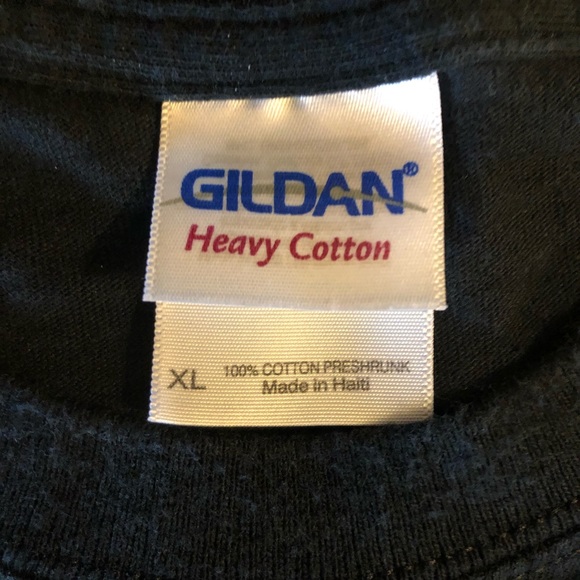 GILDAN®
Heavy Cotton
XL
100% COTTON PRESHRUNK
Made in Haiti